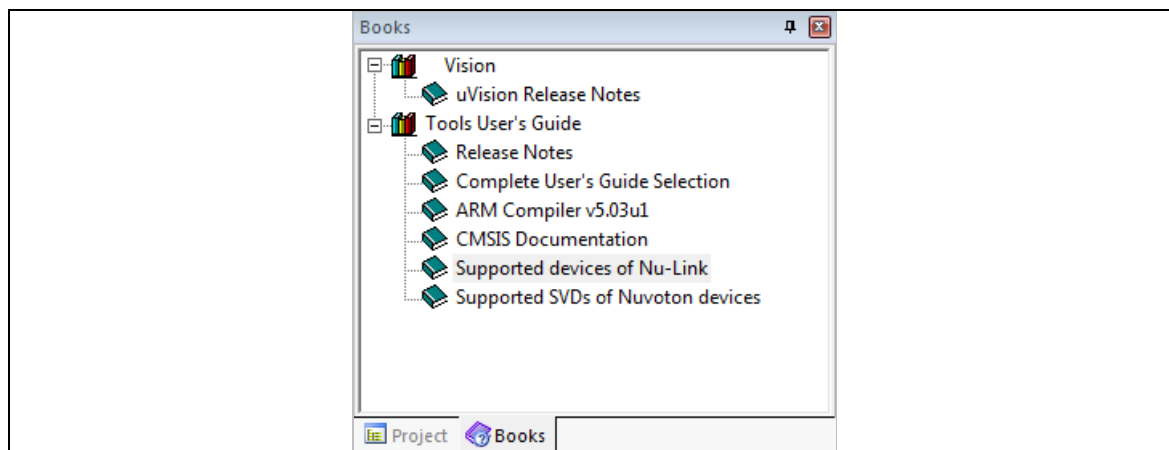 Books
Vision
uVision Release Notes
Tools User's Guide
Release Notes
Complete User's Guide Selection
ARM Compiler v5.03u1
CMSIS Documentation
Supported devices of Nu-Link
Supported SVDs of Nuvoton devices
Project Books